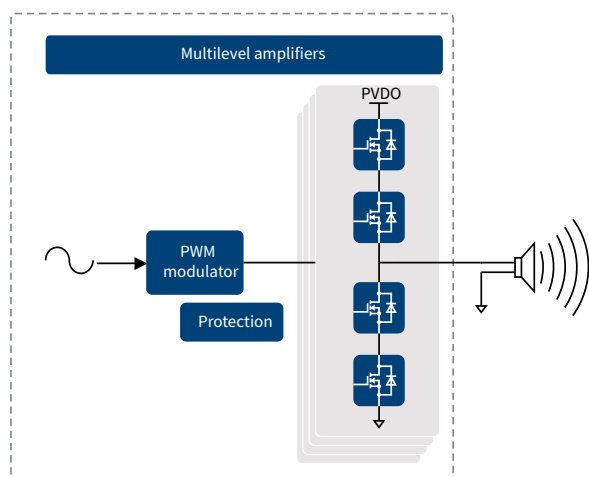 Multilevel amplifiers
PVDO
PWM
modulator
Protection